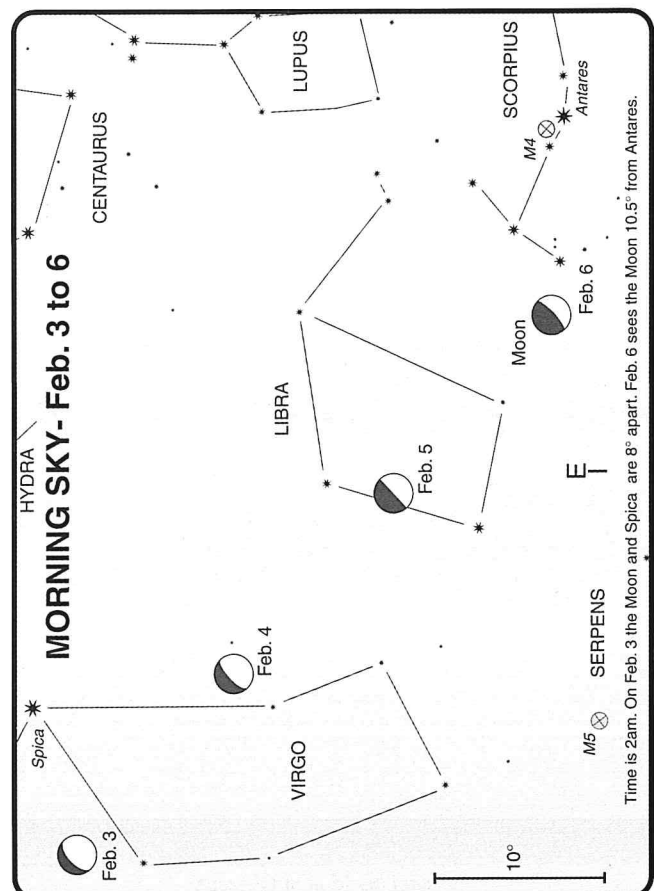 HYDRA
MORNING SKY- Feb. 3 to 6
CENTAURUS
LUPUS
Spica
Feb. 3
Feb. 4
VIRGO
LIBRA
Feb. 5
SCORPIUS
M4
Antares
Moon
Feb. 6
M5
SERPENS
E
10°
Time is 2am. On Feb. 3 the Moon and Spica are 8° apart. Feb. 6 sees the Moon 10.5° from Antares.